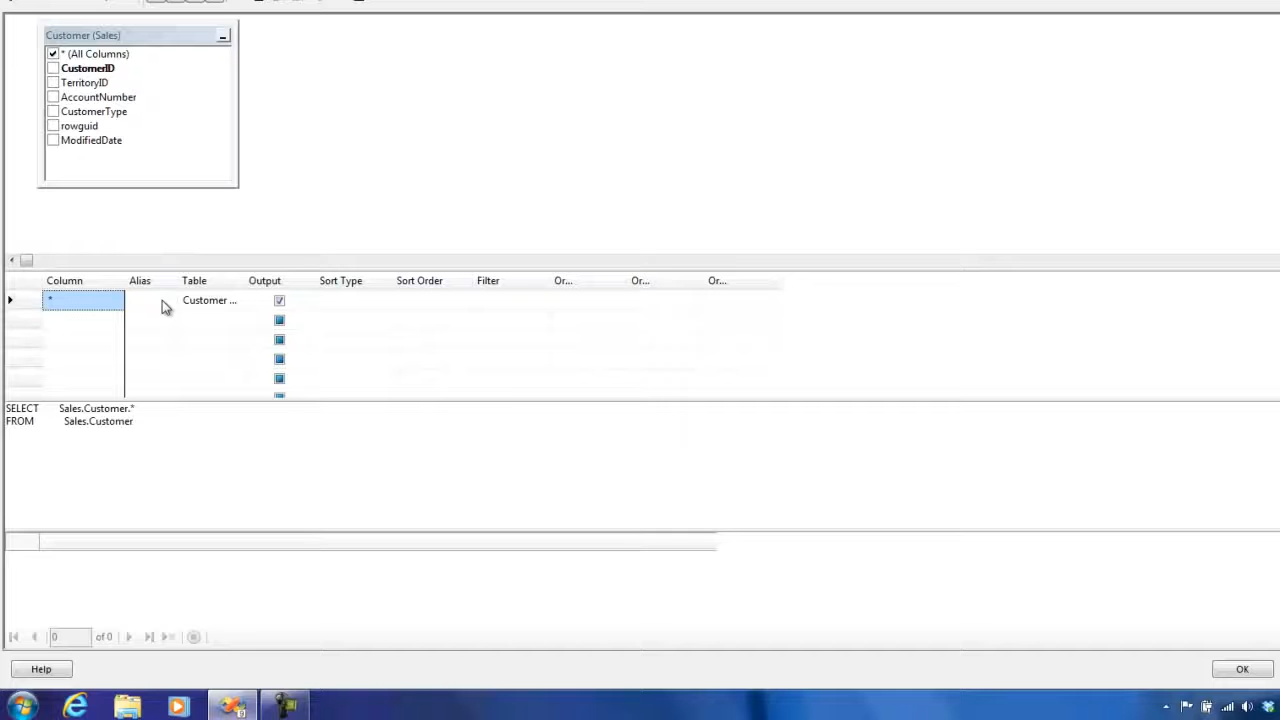 Customer (Sales)
* (All Columns)
CustomerID
TerritoryID
AccountNumber
CustomerType
rowguid
ModifiedDate
Column Alias Table Output Sort Type Sort Order Filter Or... Or... Or...
* Customer ...
SELECT Sales.Customer.*
FROM Sales.Customer
0 of 0
Help OK